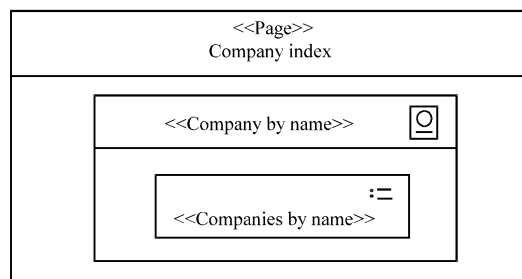 <<Page>>
Company index
<<Company by name>>
<<Companies by name>>